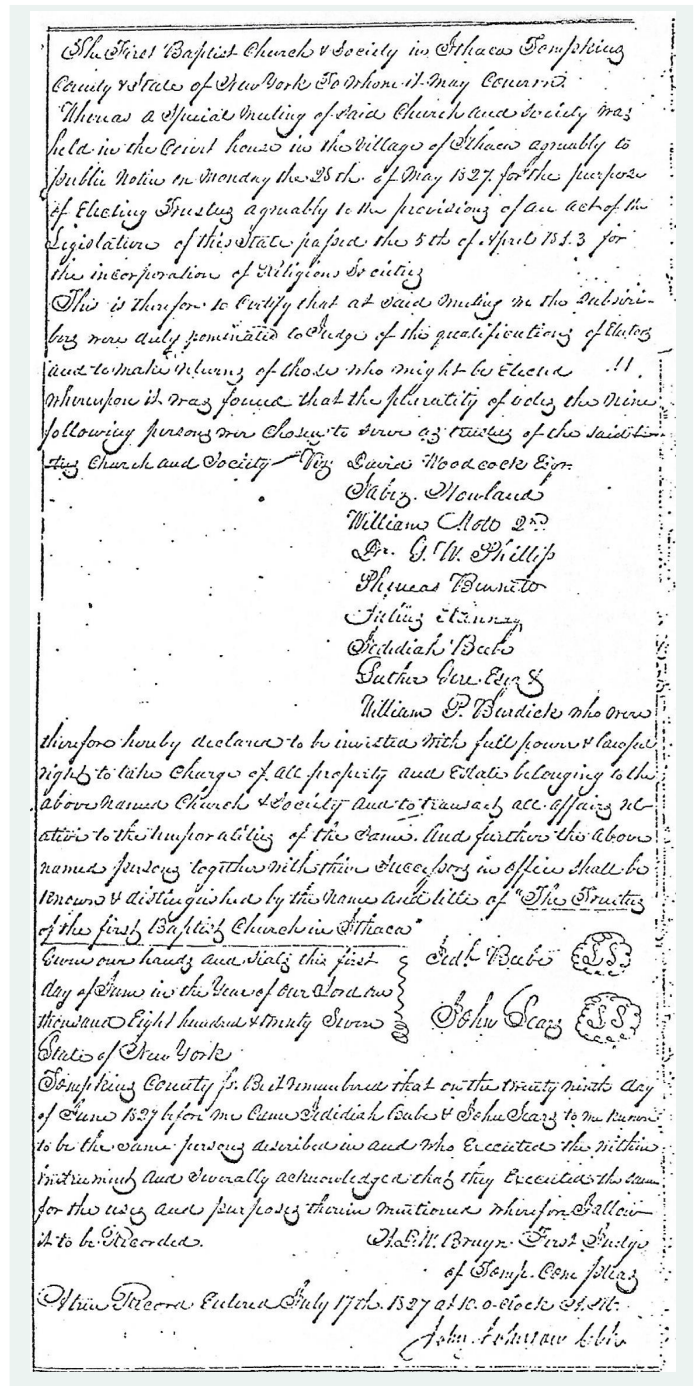 The First Baptist Church & Society in Ithaca Tompkins
County & State of New York To whom it May Concern.
Whereas a Special Meeting of said Church and Society was
held in the Court house in the Village of Ithaca agreeably to
public Notice on Monday the 28th of May 1827 for the purpose
of Electing Trustees agreeably to the provisions of an act of the
Legislature of this State passed the 5th of April 1813 for
the incorporation of Religious Societies
This is therefore to Certify that at said Meeting we the subscri-
bers were duly nominated to Judge of the qualifications of Electors
and to make returns of those who might be Elected
whereupon it was found that the plurality of votes the Nine
following persons were Chosen to serve as trustees of the said
Church and Society Viz David Woodcock Esqr.
Jabez Howland
William Mott 2nd
Dr. G. W. Phillips
Phineas Burnett
Julius
Jedidiah Beebe
Luther Gere Esqr &
William P. Burdick who were
therefore hereby declared to be invested with full power & lawful
right to take Charge of all property and Estate belonging to the
above Named Church & Society and to transact all affairs rel-
ative to the temporalities of the same. And further the Above
named persons together with their Successors in office shall be
Known & distinguished by the Name and title of "The Trustees
of the first Baptist Church in Ithaca"
Given our hands and Seals this first
day of June in the Year of our Lord one
thousand Eight hundred & twenty Seven
Jedh. Beebe LS
John Sears LS
State of New York
Tompkins County ss. Be it remembered that on the twenty ninth day
of June 1827 before me Came Jedidiah Beebe & John Sears to me known
to be the same persons described in and who Executed the within
instrument and severally acknowledged that they Executed the same
for the uses and purposes therein mentioned wherefore I allow
it to be Recorded.
A. D. W. Bruyn First Judge
of Tomp. Com pleas
A true Record Entered July 17th. 1827 at 10. o-clock A.M.
John Johnson Clk